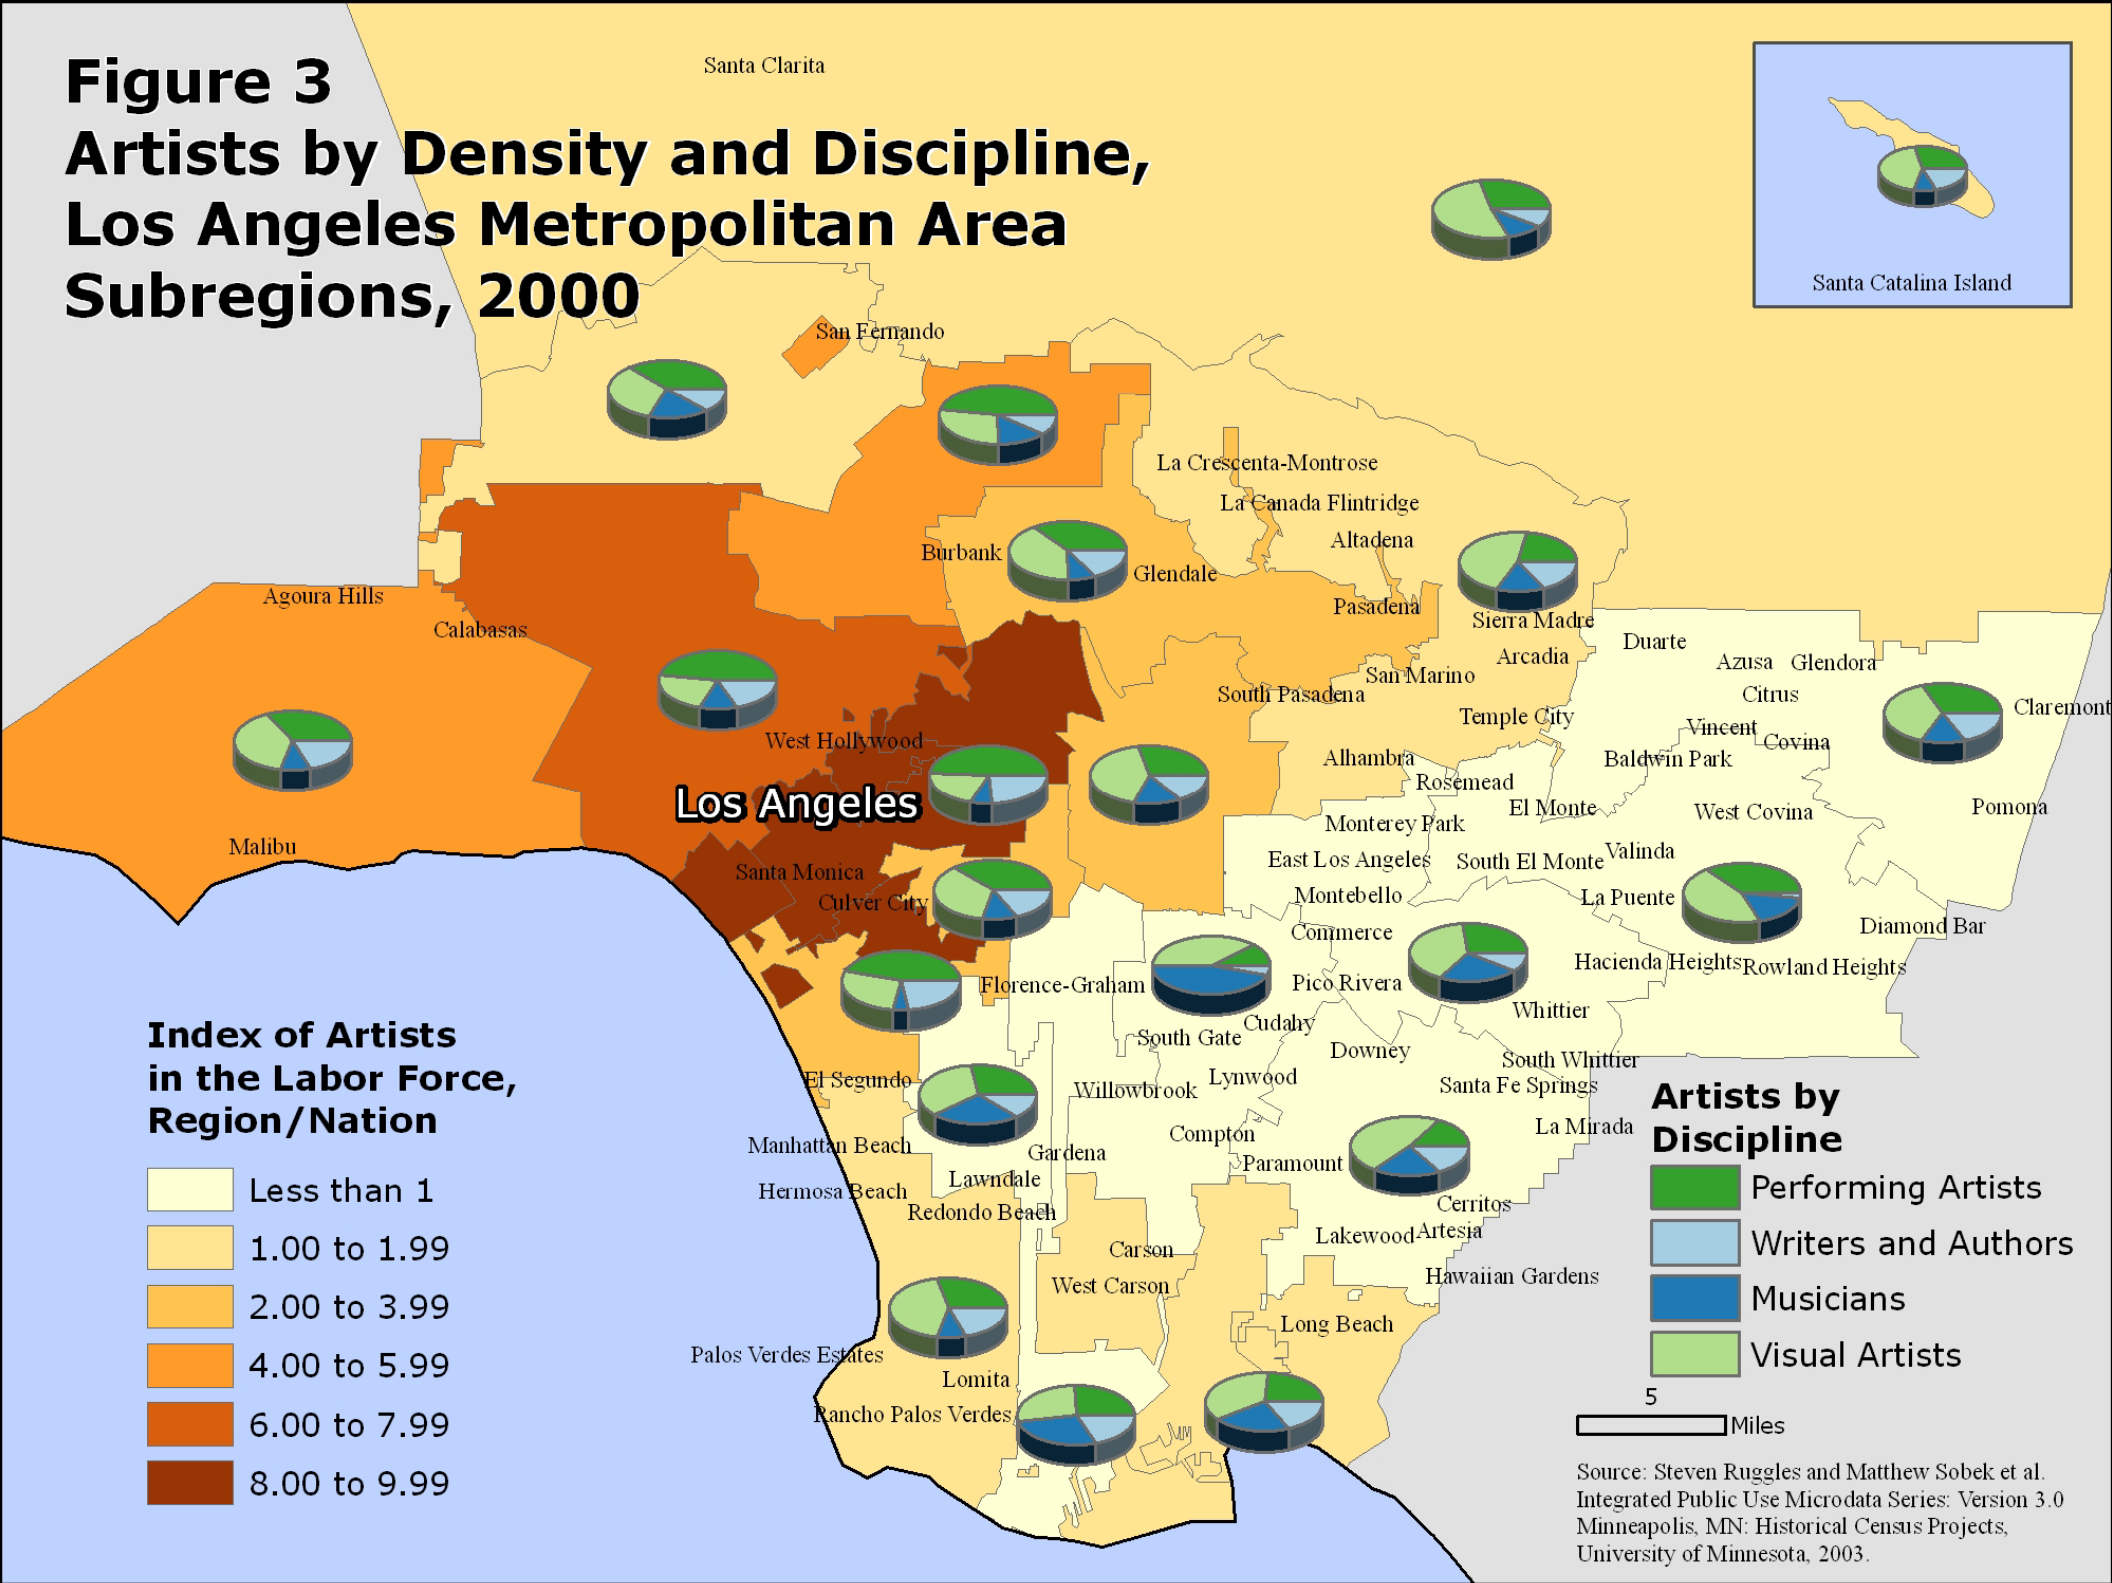 Figure 3
Artists by Density and Discipline,
Los Angeles Metropolitan Area
Subregions, 2000
Santa Clarita
Santa Catalina Island
San Fernando
La Crescenta-Montrose
La Canada Flintridge
Altadena
Burbank
Glendale
Pasadena
Agoura Hills
Calabasas
Sierra Madre
Duarte
Arcadia
Azusa
Glendora
San Marino
South Pasadena
Citrus
Claremont
Temple City
Vincent
West Hollywood
Covina
Alhambra
Baldwin Park
Rosemead
Los Angeles
El Monte
West Covina
Pomona
Monterey Park
Malibu
East Los Angeles
South El Monte
Valinda
Santa Monica
Montebello
La Puente
Culver City
Diamond Bar
Commerce
Hacienda Heights
Rowland Heights
Florence-Graham
Pico Rivera
Whittier
Cudahy
South Gate
Downey
South Whittier
El Segundo
Willowbrook
Lynwood
Santa Fe Springs
La Mirada
Compton
Manhattan Beach
Gardena
Paramount
Lawndale
Hermosa Beach
Cerritos
Redondo Beach
Lakewood
Artesia
Carson
West Carson
Hawaiian Gardens
Long Beach
Palos Verdes Estates
Lomita
Rancho Palos Verdes
Index of Artists
in the Labor Force,
Region/Nation
Less than 1
1.00 to 1.99
2.00 to 3.99
4.00 to 5.99
6.00 to 7.99
8.00 to 9.99
Artists by
Discipline
Performing Artists
Writers and Authors
Musicians
Visual Artists
5
Miles
Source: Steven Ruggles and Matthew Sobek et al.
Integrated Public Use Microdata Series: Version 3.0
Minneapolis, MN: Historical Census Projects,
University of Minnesota, 2003.